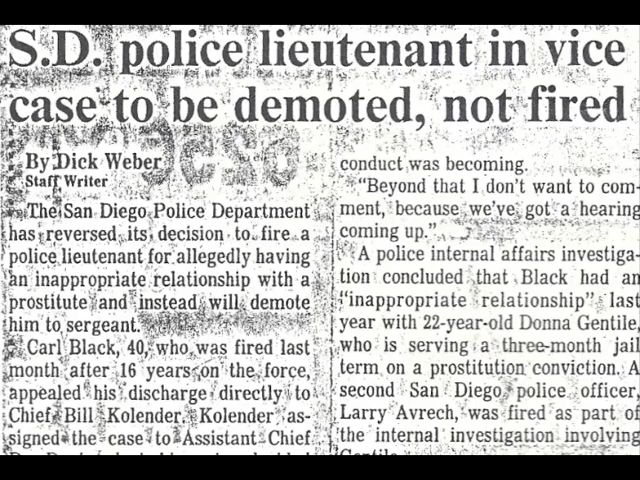 S.D. police lieutenant in vice
case to be demoted, not fired
By Dick Weber
Staff Writer
The San Diego Police Department
has reversed its decision to fire a
police lieutenant for allegedly having
an inappropriate relationship with a
prostitute and instead will demote
him to sergeant.
Carl Black, 40, who was fired last
month after 16 years on the force,
appealed his discharge directly to
Chief Bill Kolender. Kolender as-
signed the case to Assistant Chief
conduct was becoming.
"Beyond that I don't want to com-
ment, because we've got a hearing
coming up."
A police internal affairs investiga-
tion concluded that Black had an
"inappropriate relationship" last
year with 22-year-old Donna Gentile,
who is serving a three-month jail
term on a prostitution conviction. A
second San Diego police officer,
Larry Avrech, was fired as part of
the internal investigation involving
Gentile